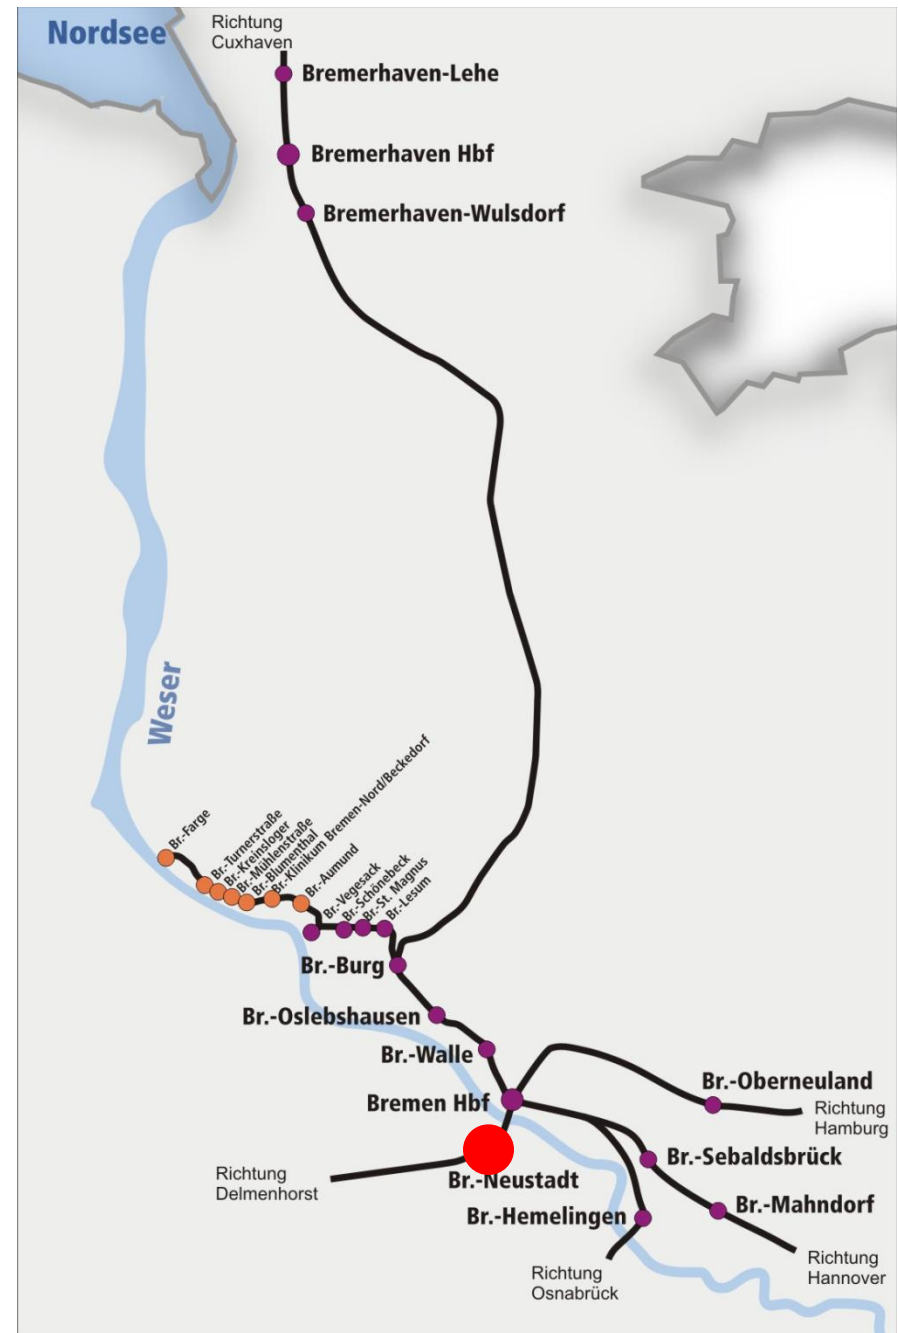 Nordsee
Richtung
Cuxhaven
Bremerhaven-Lehe
Bremerhaven Hbf
Bremerhaven-Wulsdorf
Weser
Br.-Farge
Br.-Turnerstraße
Br.-Kreinsloger
Br.-Mühlenstraße
Br.-Blumenthal
Br.-Klinikum Bremen-Nord/Beckedorf
Br.-Aumund
Br.-Vegesack
Br.-Schönebeck
Br.-St. Magnus
Br.-Lesum
Br.-Burg
Br.-Oslebshausen
Br.-Walle
Bremen Hbf
Br.-Oberneuland
Richtung
Hamburg
Br.-Sebaldsbrück
Richtung
Delmenhorst
Br.-Neustadt
Br.-Mahndorf
Br.-Hemelingen
Richtung
Hannover
Richtung
Osnabrück